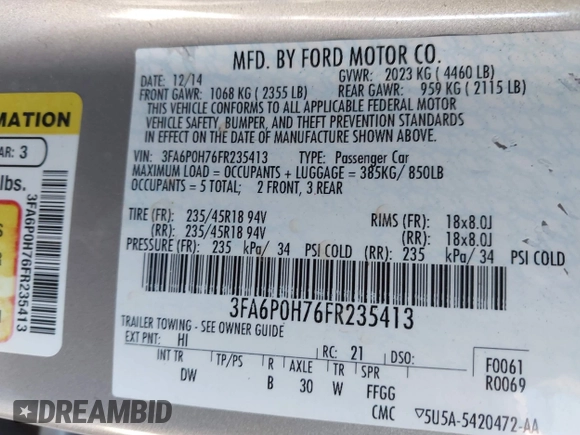 MFD. BY FORD MOTOR CO.
DATE: 12/14 GVWR: 2023 KG ( 4460 LB)
FRONT GAWR: 1068 KG ( 2355 LB) REAR GAWR: 959 KG ( 2115 LB)
THIS VEHICLE CONFORMS TO ALL APPLICABLE FEDERAL MOTOR
VEHICLE SAFETY, BUMPER, AND THEFT PREVENTION STANDARDS
IN EFFECT ON THE DATE OF MANUFACTURE SHOWN ABOVE.
VIN: 3FA6P0H76FR235413 TYPE: Passenger Car
MAXIMUM LOAD = OCCUPANTS + LUGGAGE = 385KG/ 850LB
OCCUPANTS = 5 TOTAL; 2 FRONT, 3 REAR
TIRE (FR): 235/45R18 94V RIMS (FR): 18x8.0J
(RR): 235/45R18 94V (RR): 18x8.0J
PRESSURE (FR): 235 kPa/ 34 PSI COLD (RR): 235 kPa/ 34 PSI COLD
3FA6P0H76FR235413
TRAILER TOWING - SEE OWNER GUIDE
EXT PNT: HI RC: 21 DSO: F0061
INT TR TP/PS R AXLE TR SPR R0069
DW B 30 W FFGG
CMC ▽5U5A-5420472-AA
MATION
AR: 3
lbs.
3FA6P0H76FR235413
DREAMBID
.COM